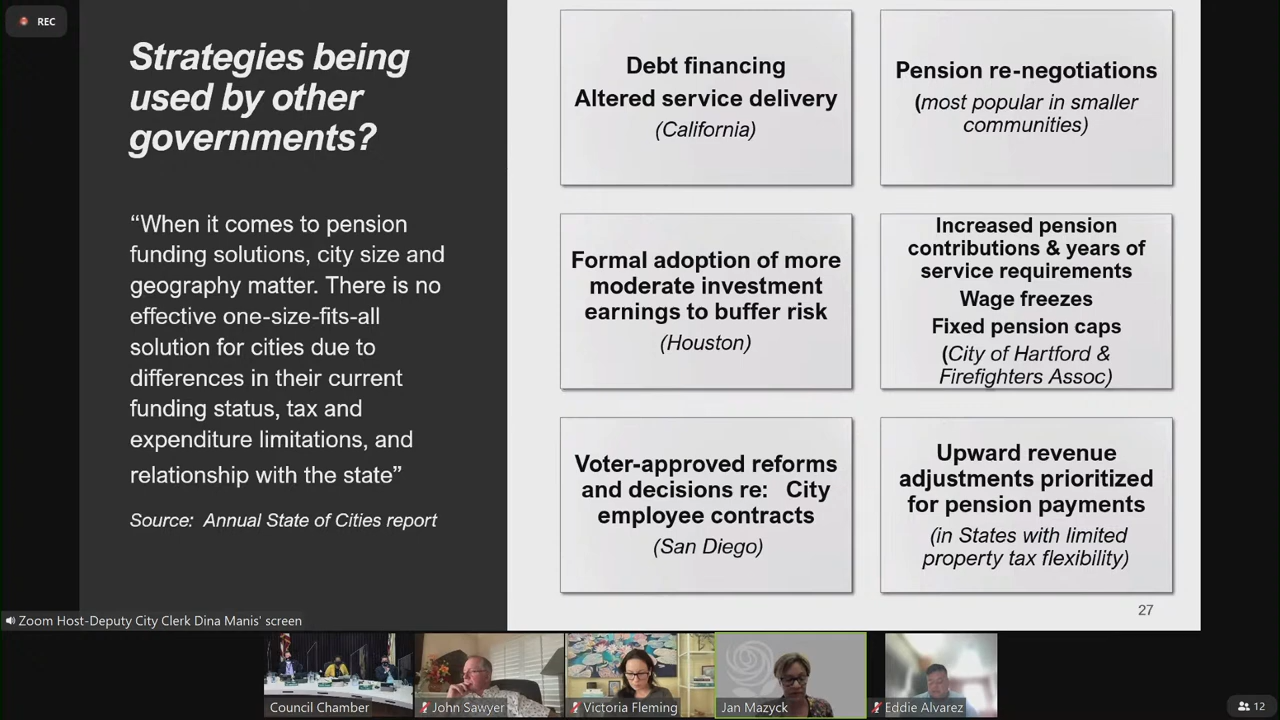 REC
Strategies being
used by other
governments?
“When it comes to pension
funding solutions, city size and
geography matter. There is no
effective one-size-fits-all
solution for cities due to
differences in their current
funding status, tax and
expenditure limitations, and
relationship with the state”
Source: Annual State of Cities report
Debt financing
Altered service delivery
(California)
Pension re-negotiations
(most popular in smaller
communities)
Formal adoption of more
moderate investment
earnings to buffer risk
(Houston)
Increased pension
contributions & years of
service requirements
Wage freezes
Fixed pension caps
(City of Hartford &
Firefighters Assoc)
Voter-approved reforms
and decisions re: City
employee contracts
(San Diego)
Upward revenue
adjustments prioritized
for pension payments
(in States with limited
property tax flexibility)
27
Zoom Host-Deputy City Clerk Dina Manis' screen
Council Chamber
John Sawyer
Victoria Fleming
Jan Mazyck
Eddie Alvarez
12